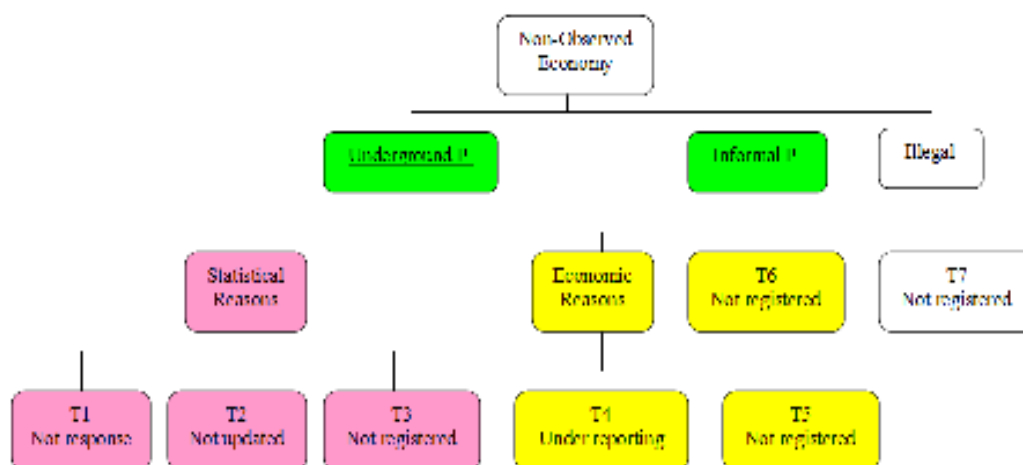 Non-Observed
Economy
Underground P
Informal P
Illegal
Statistical
Reasons
Economic
Reasons
T6
Not registered
T7
Not registered
T1
Not response
T2
Not updated
T3
Not registered
T4
Under reporting
T5
Not registered